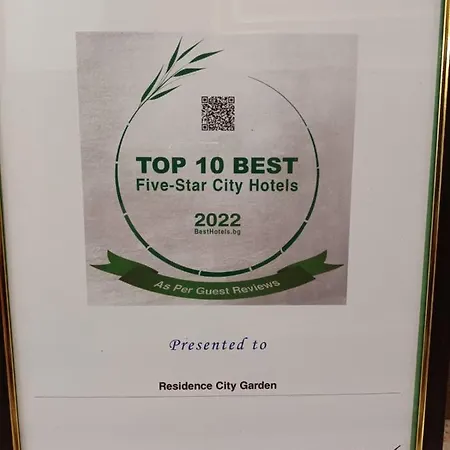 TOP 10 BEST
Five-Star City Hotels
2022
BestHotels.bg
As Per Guest Reviews
Presented to
Residence City Garden